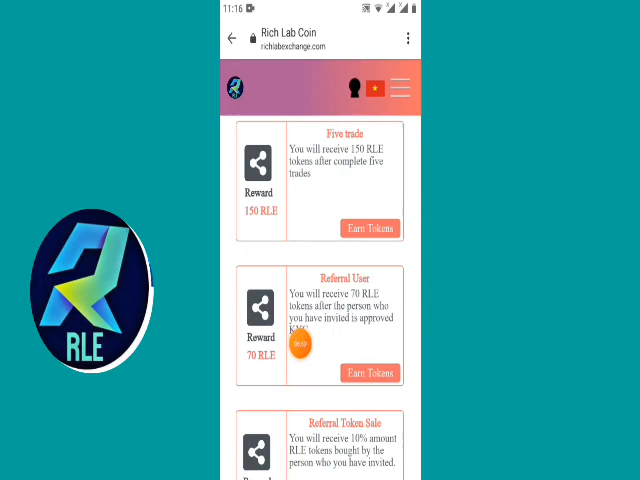 11:16
Rich Lab Coin
richlabexchange.com
Five trade
You will receive 150 RLE
tokens after complete five
trades
Reward
150 RLE
Earn Tokens
Referral User
You will receive 70 RLE
tokens after the person who
you have invited is approved
KYC
Reward
70 RLE
Earn Tokens
Referral Token Sale
You will receive 10% amount
RLE tokens bought by the
person who you have invited.
Reward
RLE